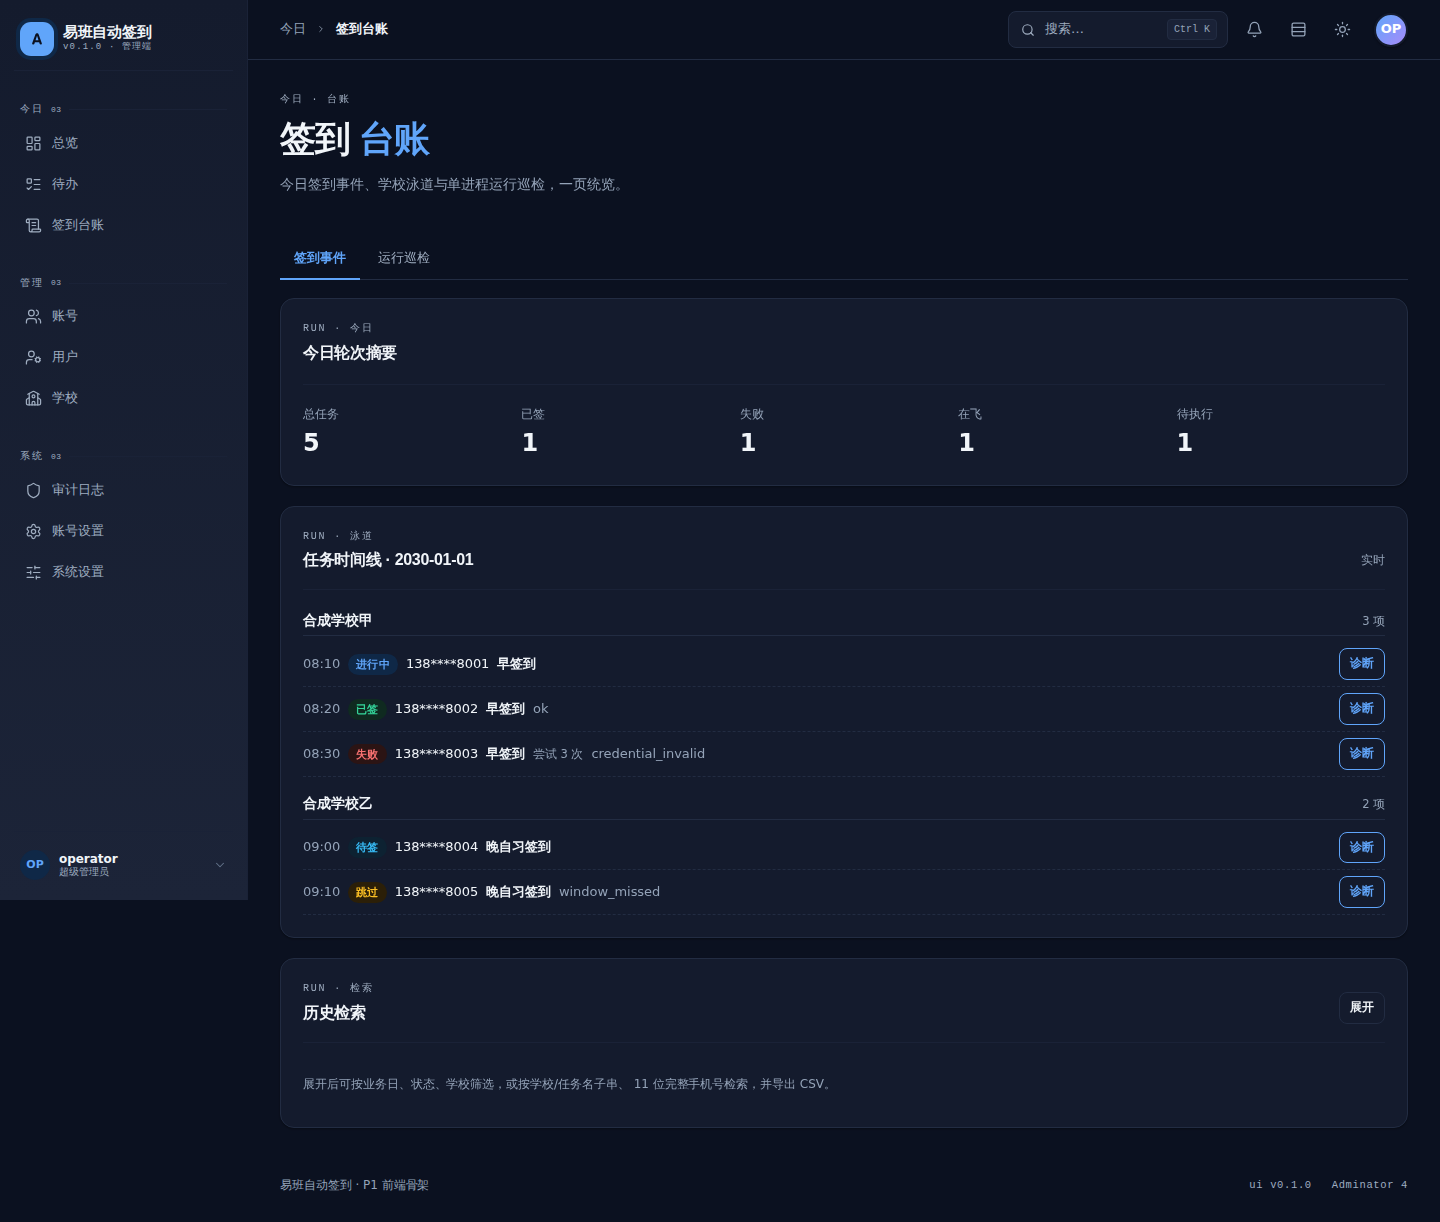 A 易班自动签到
v0.1.0 · 管理端
今日 03
总览
待办
签到台账
管理 03
账号
用户
学校
系统 03
审计日志
账号设置
系统设置
OP operator
超级管理员
今日 › 签到台账
搜索… Ctrl K OP
今日 · 台账
签到 台账
今日签到事件、学校泳道与单进程运行巡检，一页统览。
签到事件 运行巡检
RUN · 今日
今日轮次摘要
总任务 已签 失败 在飞 待执行
5 1 1 1 1
RUN · 泳道
任务时间线 · 2030-01-01 实时
合成学校甲 3 项
08:10 进行中 138****8001 早签到 诊断
08:20 已签 138****8002 早签到 ok 诊断
08:30 失败 138****8003 早签到 尝试 3 次 credential_invalid 诊断
合成学校乙 2 项
09:00 待签 138****8004 晚自习签到 诊断
09:10 跳过 138****8005 晚自习签到 window_missed 诊断
RUN · 检索
历史检索 展开
展开后可按业务日、状态、学校筛选，或按学校/任务名子串、 11 位完整手机号检索，并导出 CSV。
易班自动签到 · P1 前端骨架 ui v0.1.0 Adminator 4